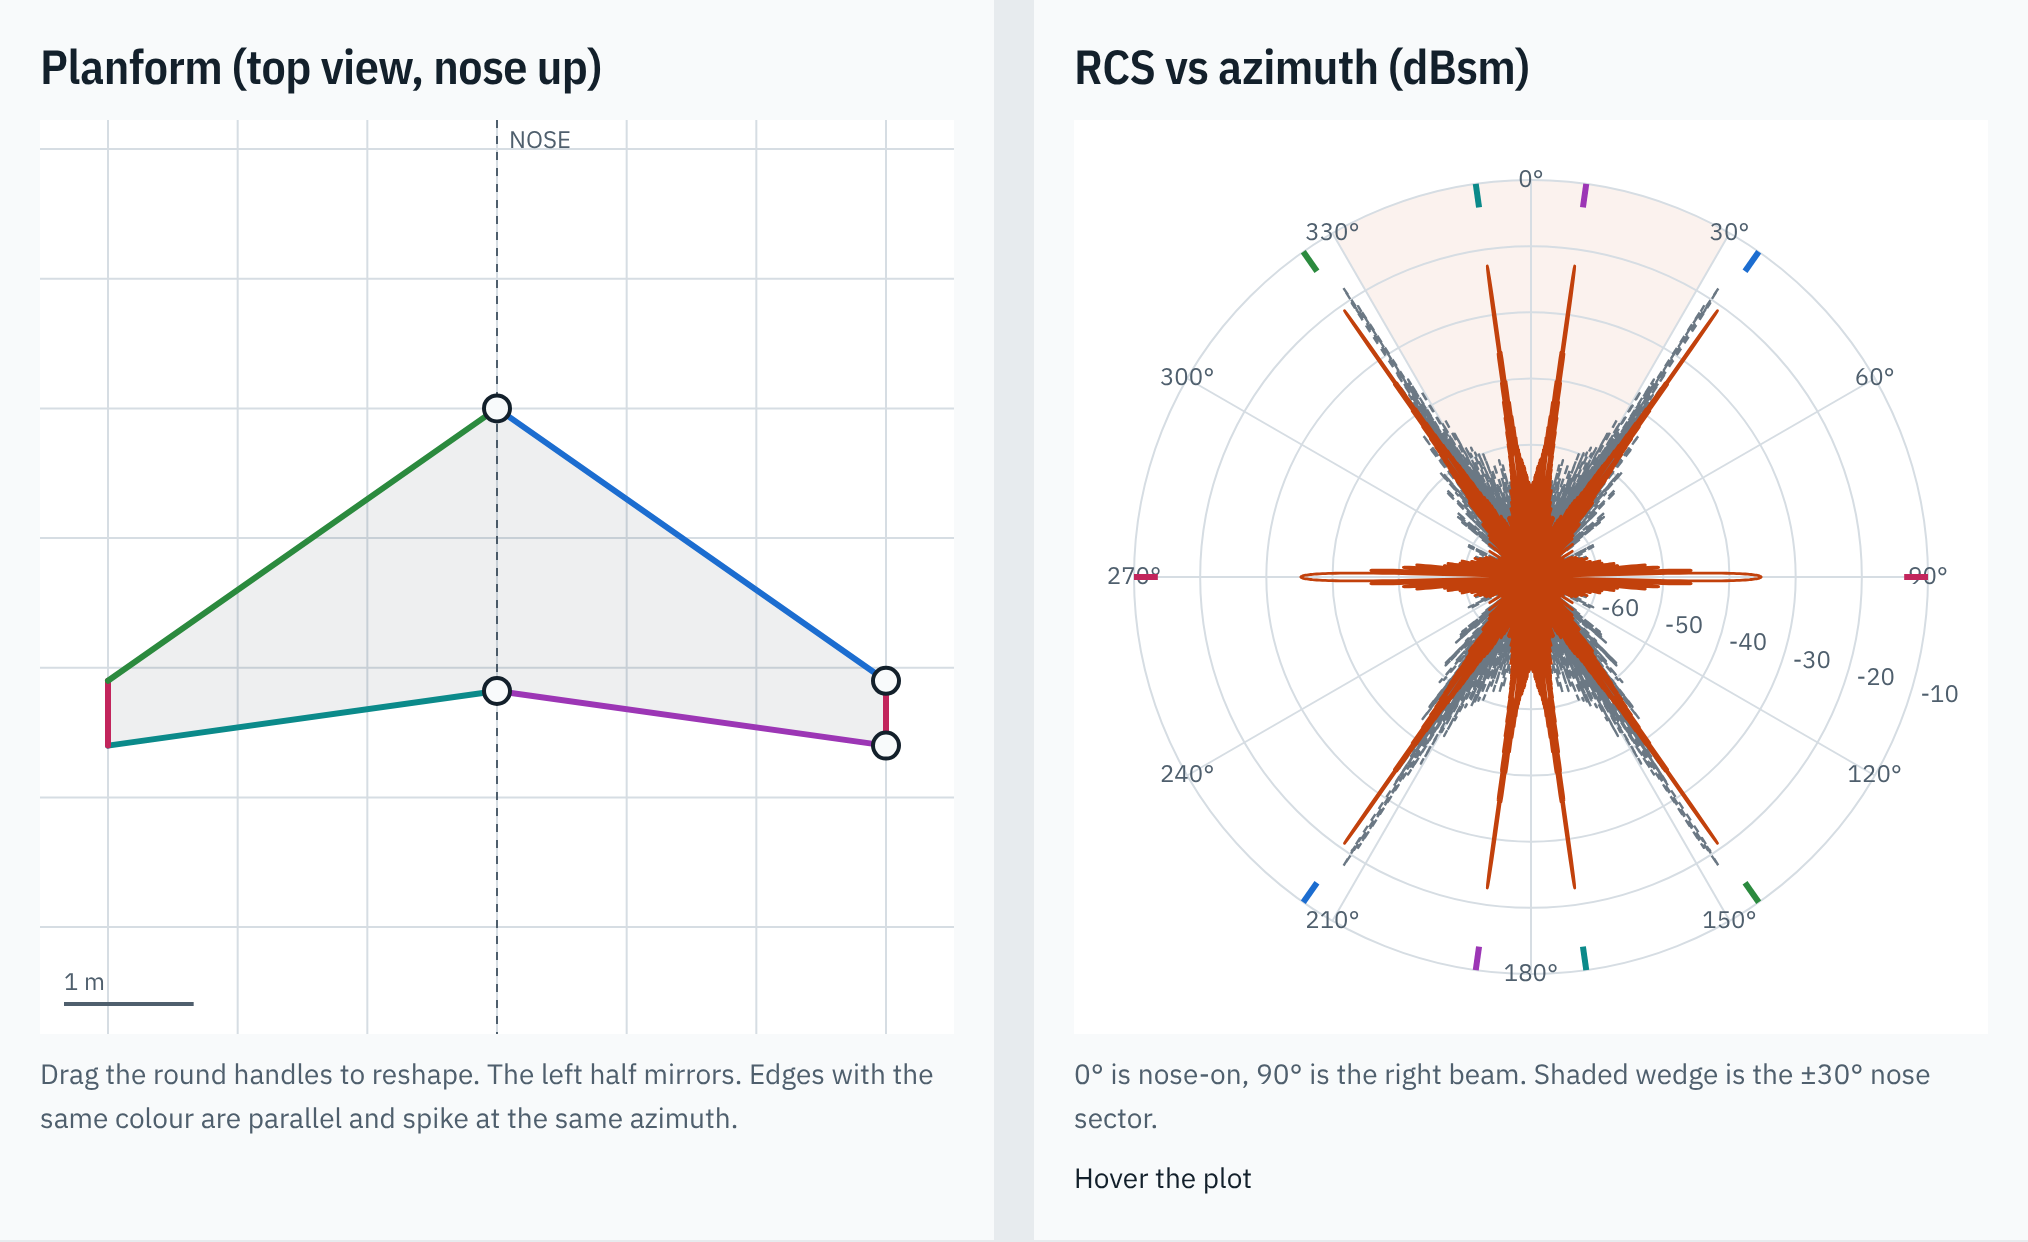 Planform (top view, nose up)
NOSE
1 m
Drag the round handles to reshape. The left half mirrors. Edges with the
same colour are parallel and spike at the same azimuth.
RCS vs azimuth (dBsm)
0°
330°
30°
300°
60°
270°
90°
-60
-50
-40
-30
-20
-10
240°
120°
210°
150°
180°
0° is nose-on, 90° is the right beam. Shaded wedge is the ±30° nose
sector.
Hover the plot